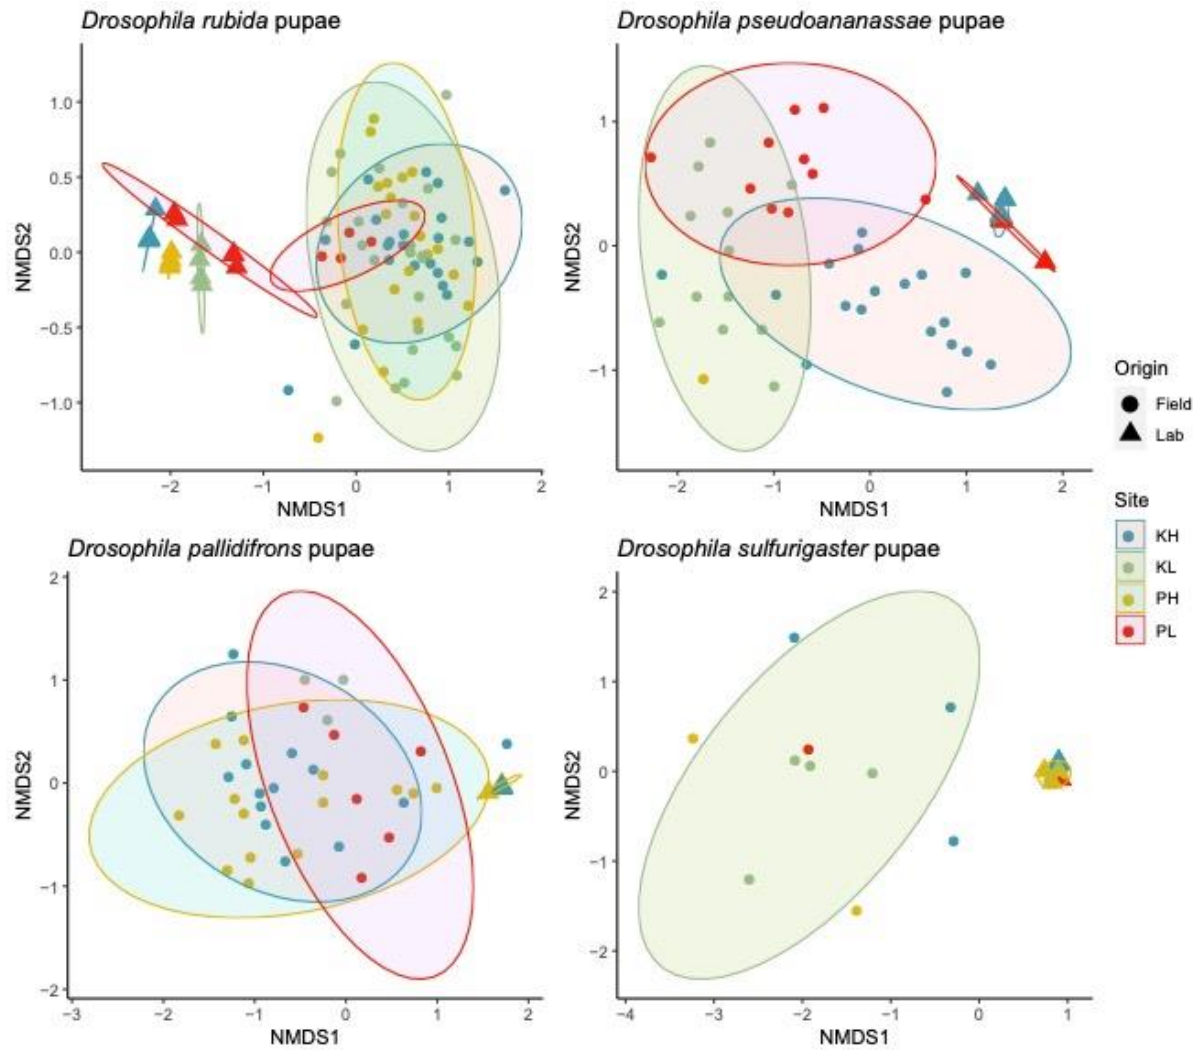 Drosophila rubida pupae
1.0
0.5
0.0
−0.5
−1.0
NMDS2
−2 −1 0 1 2
NMDS1
Drosophila pseudoananassae pupae
1
0
−1
NMDS2
−2 −1 0 1 2
NMDS1
Drosophila pallidifrons pupae
2
1
0
−1
−2
NMDS2
−3 −2 −1 0 1 2
NMDS1
Drosophila sulfurigaster pupae
2
1
0
−1
−2
NMDS2
−4 −3 −2 −1 0 1
NMDS1
Origin
Field
Lab
Site
KH
KL
PH
PL